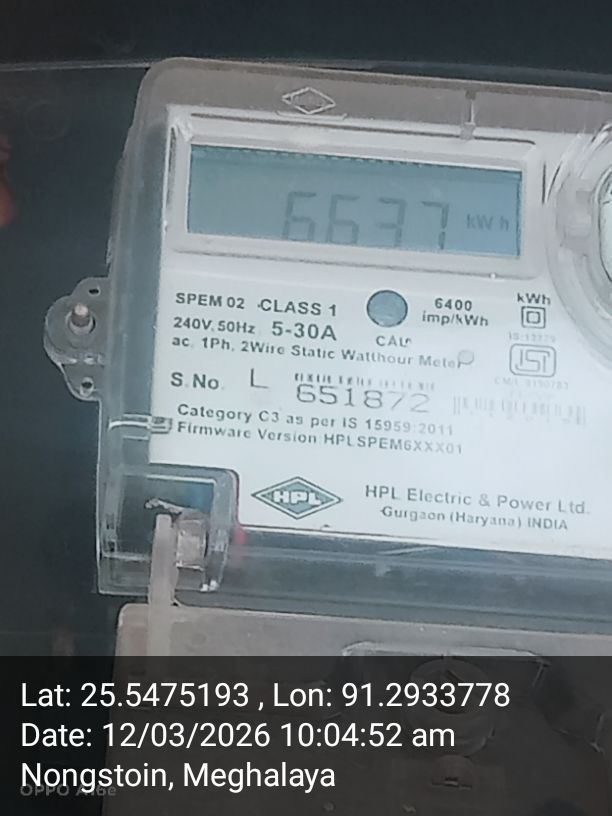 6637 kWh
SPEM 02 CLASS 1
240V, 50Hz 5-30A
ac, 1Ph, 2Wire Static Watthour Meter
CAL
6400
imp/kWh
kWh
S.No. L 651872
Category C3 as per IS 15959:2011
Firmware Version HPLSPEM6XXX01
HPL
HPL Electric & Power Ltd.
Gurgaon (Haryana) INDIA
Lat: 25.5475193 , Lon: 91.2933778
Date: 12/03/2026 10:04:52 am
Nongstoin, Meghalaya